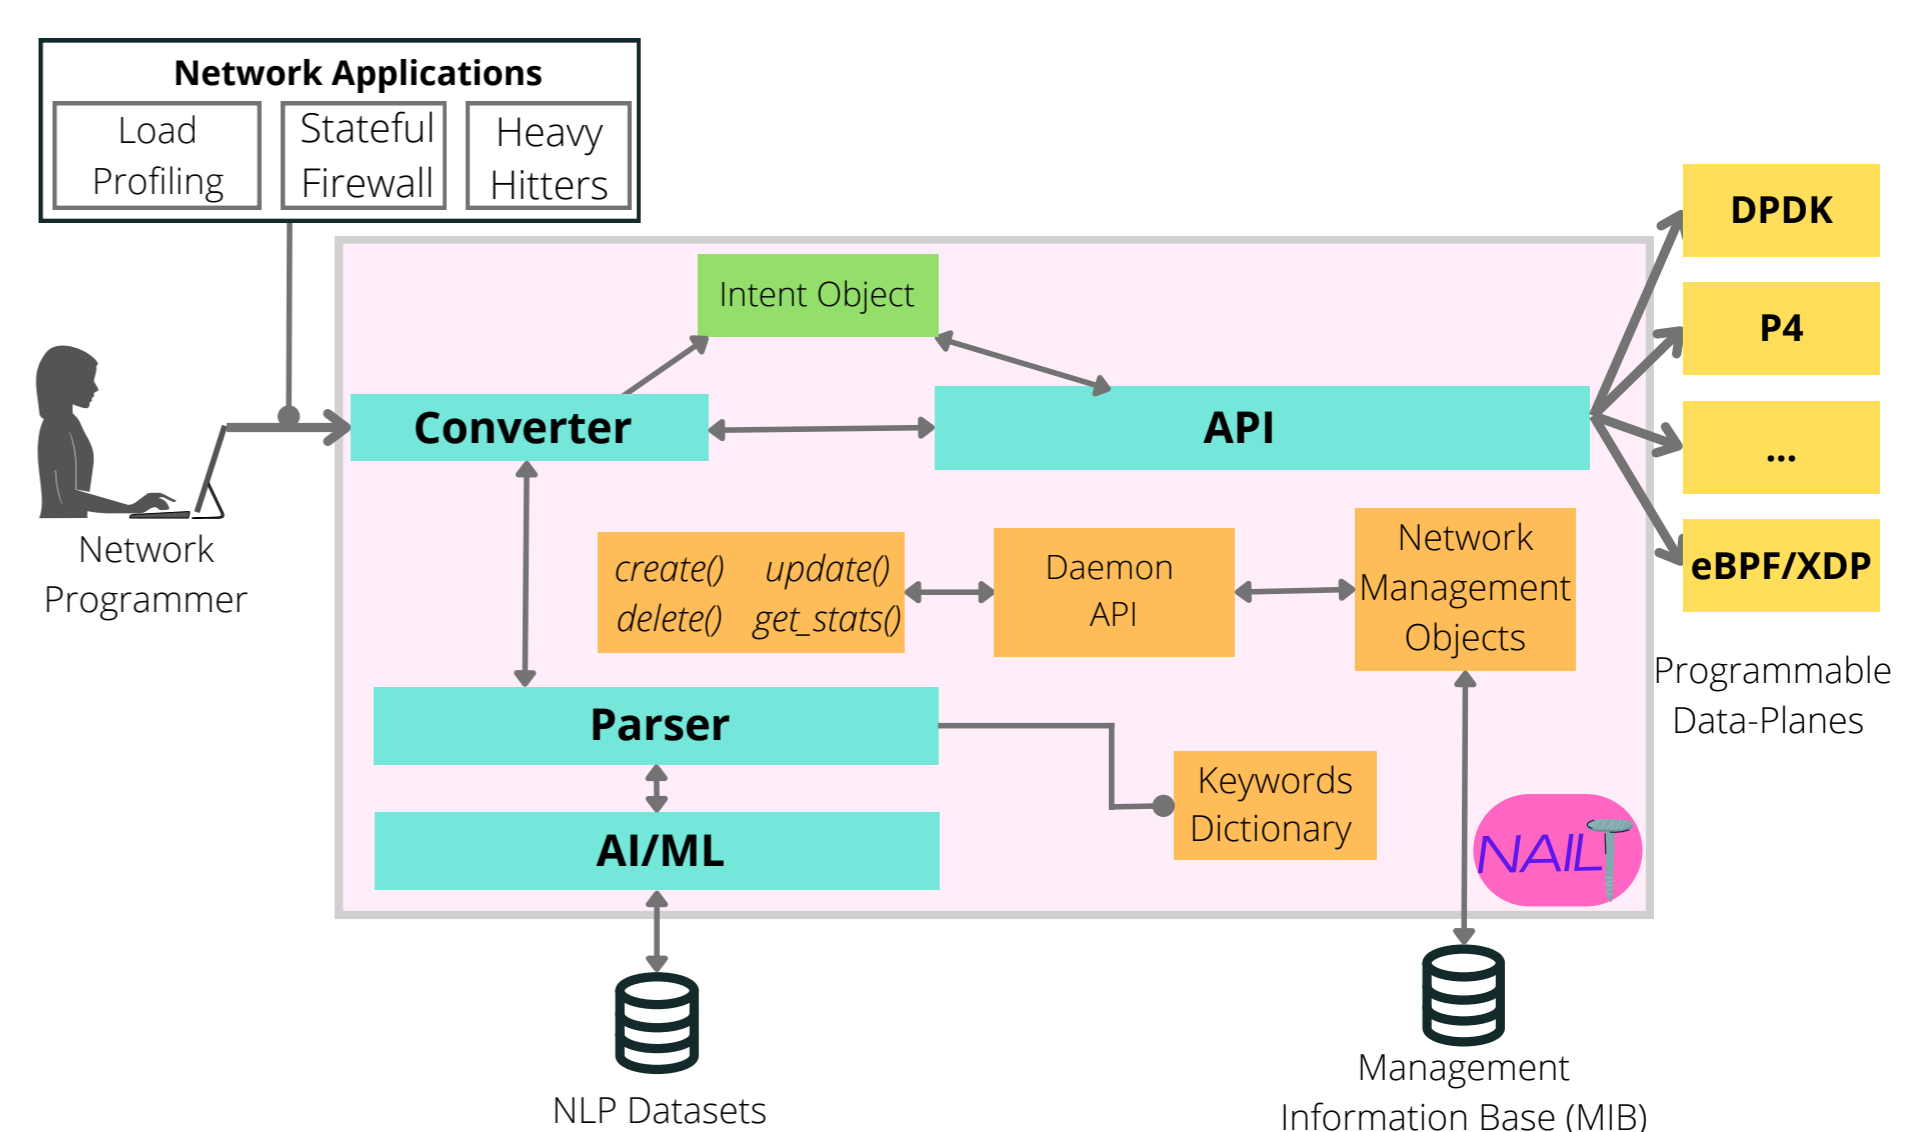 Network Applications
Load
Profiling
Stateful
Firewall
Heavy
Hitters
Intent Object
Converter
API
DPDK
P4
...
eBPF/XDP
Programmable
Data-Planes
Network
Programmer
create() update()
delete() get_stats()
Daemon
API
Network
Management
Objects
Parser
Keywords
Dictionary
AI/ML
NAIL
NLP Datasets
Management
Information Base (MIB)